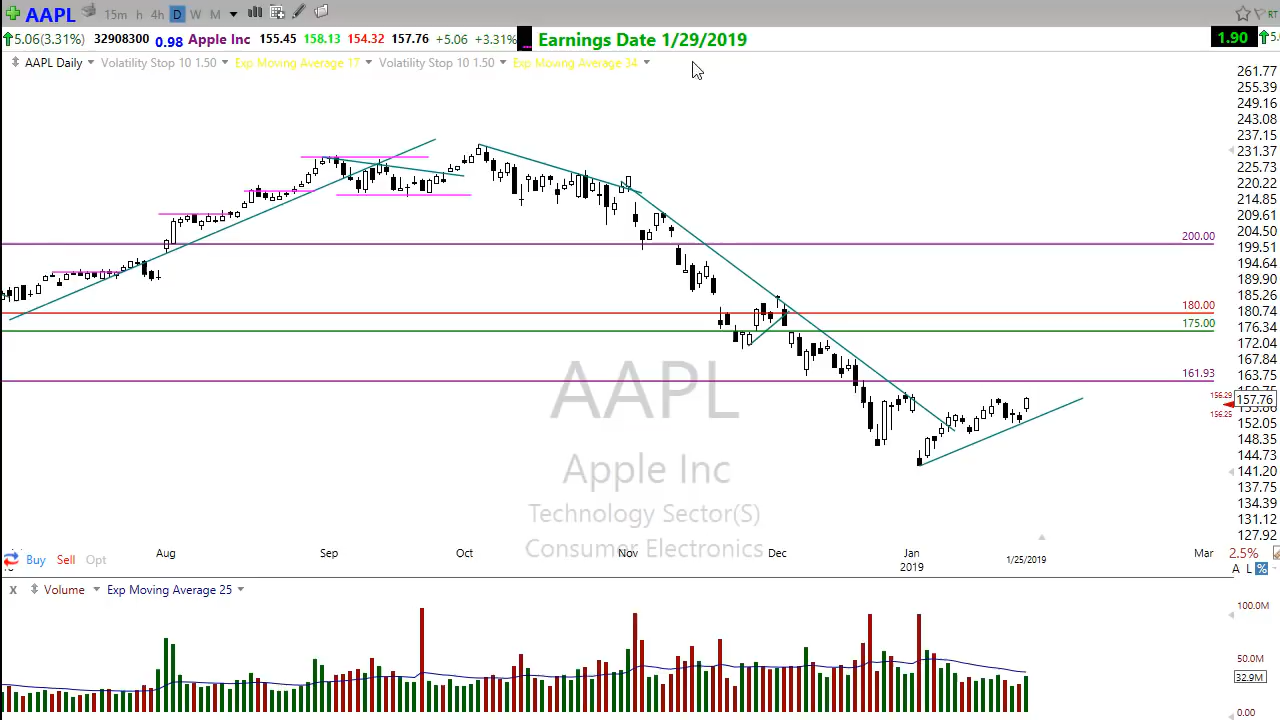 AAPL 15m h 4h D W M RT
5.06(3.31%) 32908300 0.98 Apple Inc 155.45 158.13 154.32 157.76 +5.06 +3.31% Earnings Date 1/29/2019 1.90
AAPL Daily Volatility Stop 10 1.50 Exp Moving Average 17 Volatility Stop 10 1.50 Exp Moving Average 34
261.77
255.39
249.16
243.08
237.15
231.37
225.73
220.22
214.85
209.61
204.50
200.00
199.51
194.64
189.90
185.26
180.00
180.74
175.00
176.34
172.04
167.84
161.93
163.75
156.29
157.76
156.25
152.05
148.35
144.73
141.20
137.75
134.39
131.12
127.92
AAPL
Apple Inc
Technology Sector(S)
Consumer Electronics
Buy Sell Opt
Aug Sep Oct Nov Dec Jan Mar
2019 1/25/2019
2.5%
A L %
X Volume Exp Moving Average 25
100.0M
50.0M
32.9M
0.00